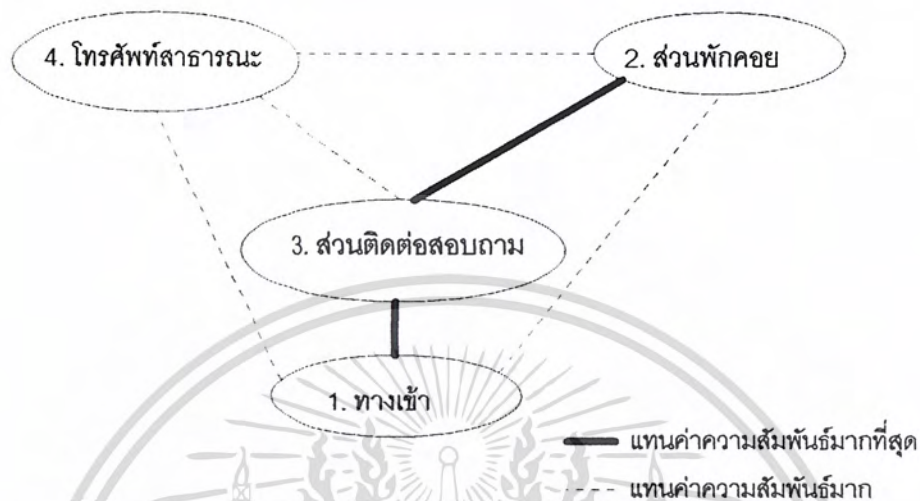 4. โทรศัพท์สาธารณะ
2. ส่วนพักคอย
3. ส่วนติดต่อสอบถาม
1. ทางเข้า
แทนค่าความสัมพันธ์มากที่สุด
แทนค่าความสัมพันธ์มาก